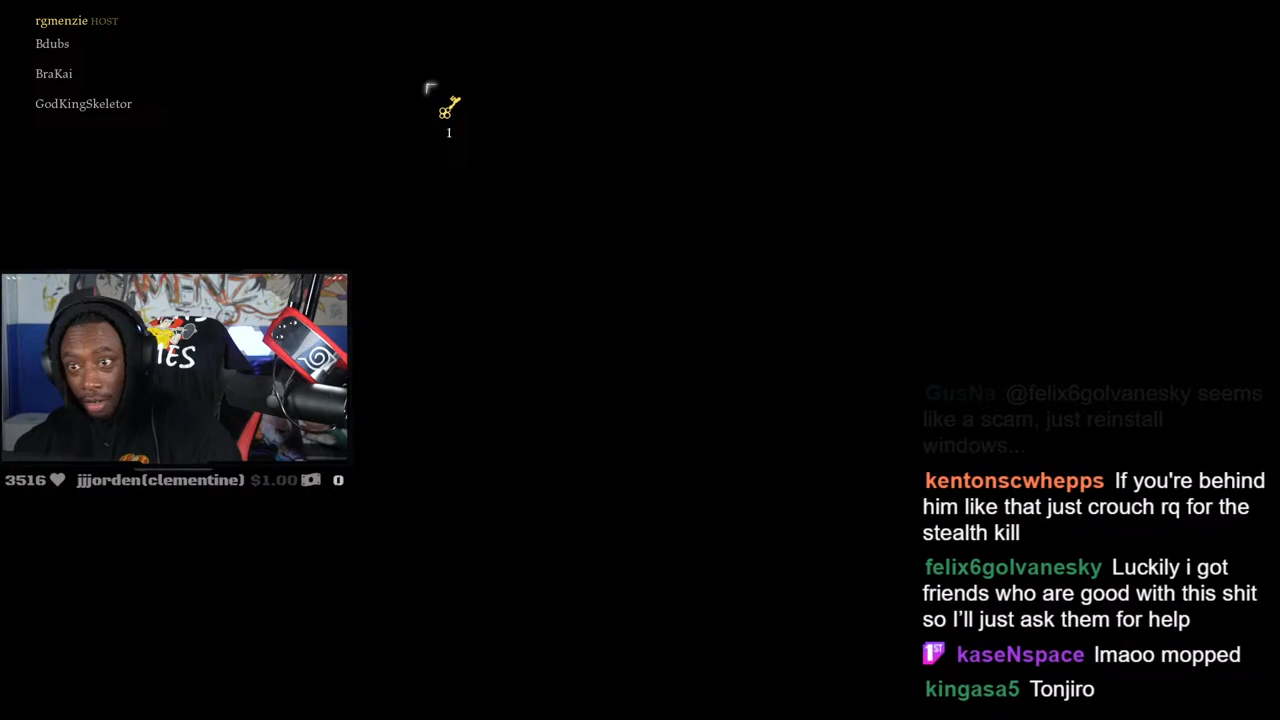 rgmenzie HOST
Bdubs
BraKai
GodKingSkeletor
1
MENZ
IES
3516 jjjorden(clementine) $1.00 0
GusNa @felix6golvanesky seems
like a scam, just reinstall
windows...
kentonscwhepps If you're behind
him like that just crouch rq for the
stealth kill
felix6golvanesky Luckily i got
friends who are good with this shit
so I'll just ask them for help
1ST kaseNspace lmaoo mopped
kingasa5 Tonjiro